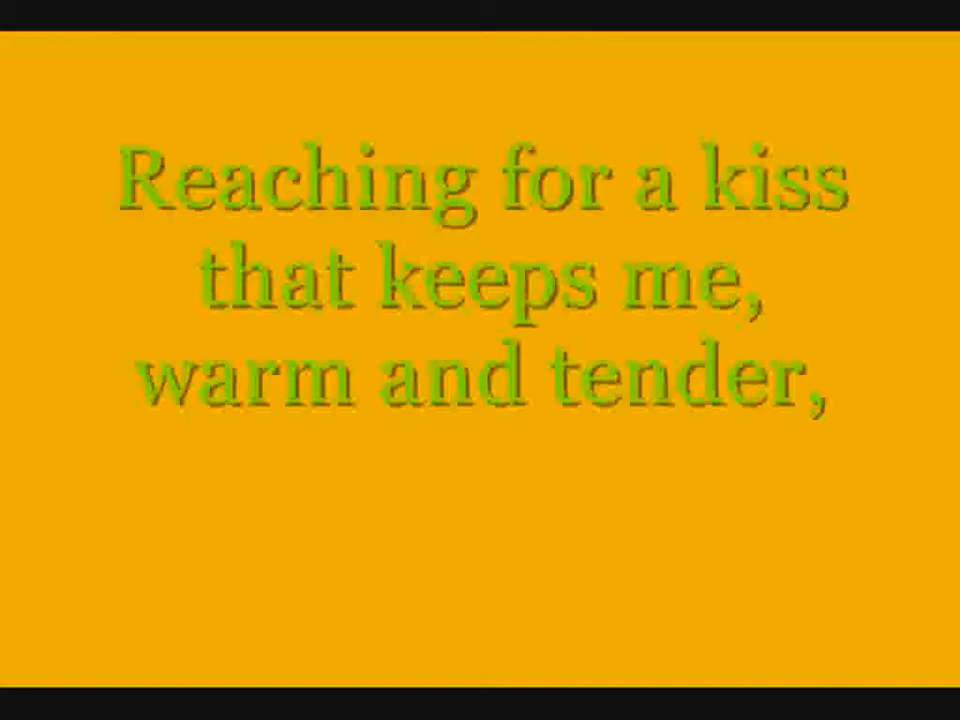 Reaching for a kiss
that keeps me,
warm and tender,